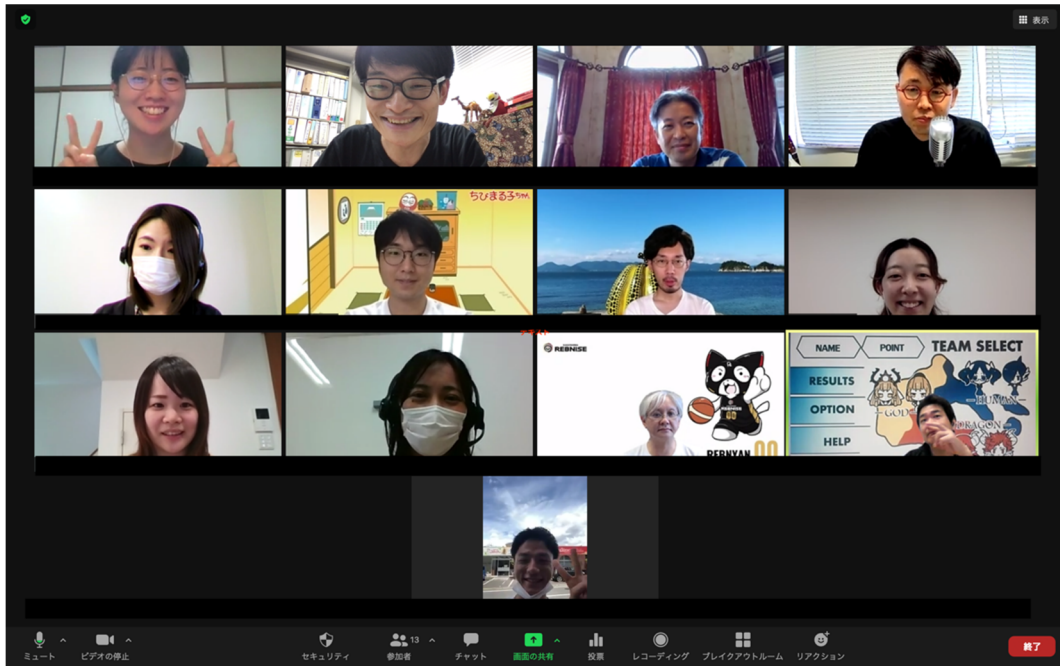 表示
ちびまる子ちゃん
REBNISE
REBNYAN 00
NAME
POINT
TEAM SELECT
RESULTS
OPTION
HELP
GOD
HUMAN
DRAGON
ミュート
ビデオの停止
セキュリティ
13
参加者
チャット
画面の共有
投票
レコーディング
ブレイクアウトルーム
リアクション
終了